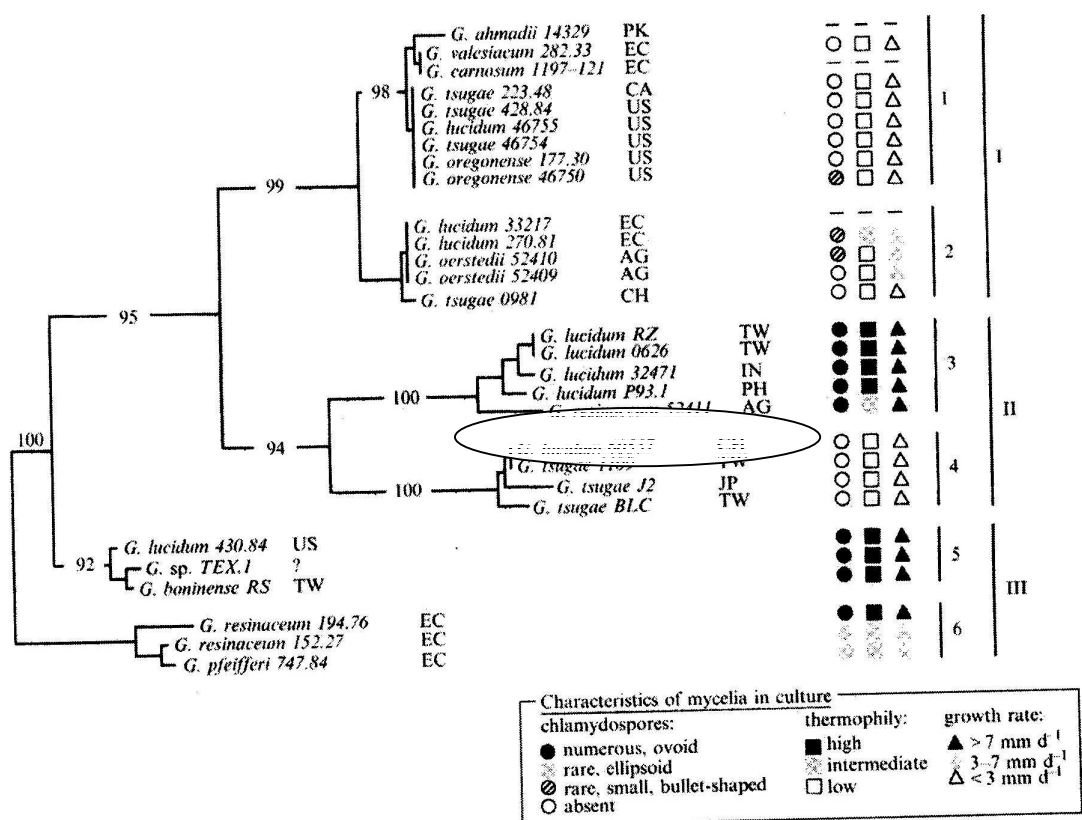 G. ahmadii 14329 PK
G. valesiacum 282.33 EC
G. carnosum 1197-121 EC
98
G. tsugae 223.48 CA
G. tsugae 428.84 US
1
G. lucidum 46755 US
G. tsugae 46754 US
I
G. oregonense 177.30 US
G. oregonense 46750 US
99
G. lucidum 33217 EC
G. lucidum 270.81 EC
2
G. oerstedii 52410 AG
G. oerstedii 52409 AG
G. tsugae 0981 CH
95
G. lucidum RZ TW
G. lucidum 0626 TW
3
G. lucidum 32471 IN
G. lucidum P93.1 PH
100
52411 AG
II
100
94
G. tsugae 1109 TW
4
G. tsugae J2 JP
100
G. tsugae BLC TW
G. lucidum 430.84 US
92
G. sp. TEX.1 ?
5
G. boninense RS TW
III
G. resinaceum 194.76 EC
6
G. resinaceum 152.27 EC
G. pfeifferi 747.84 EC
Characteristics of mycelia in culture
chlamydospores: thermophily: growth rate:
numerous, ovoid high > 7 mm d⁻¹
rare, ellipsoid intermediate 3–7 mm d⁻¹
rare, small, bullet-shaped low < 3 mm d⁻¹
absent